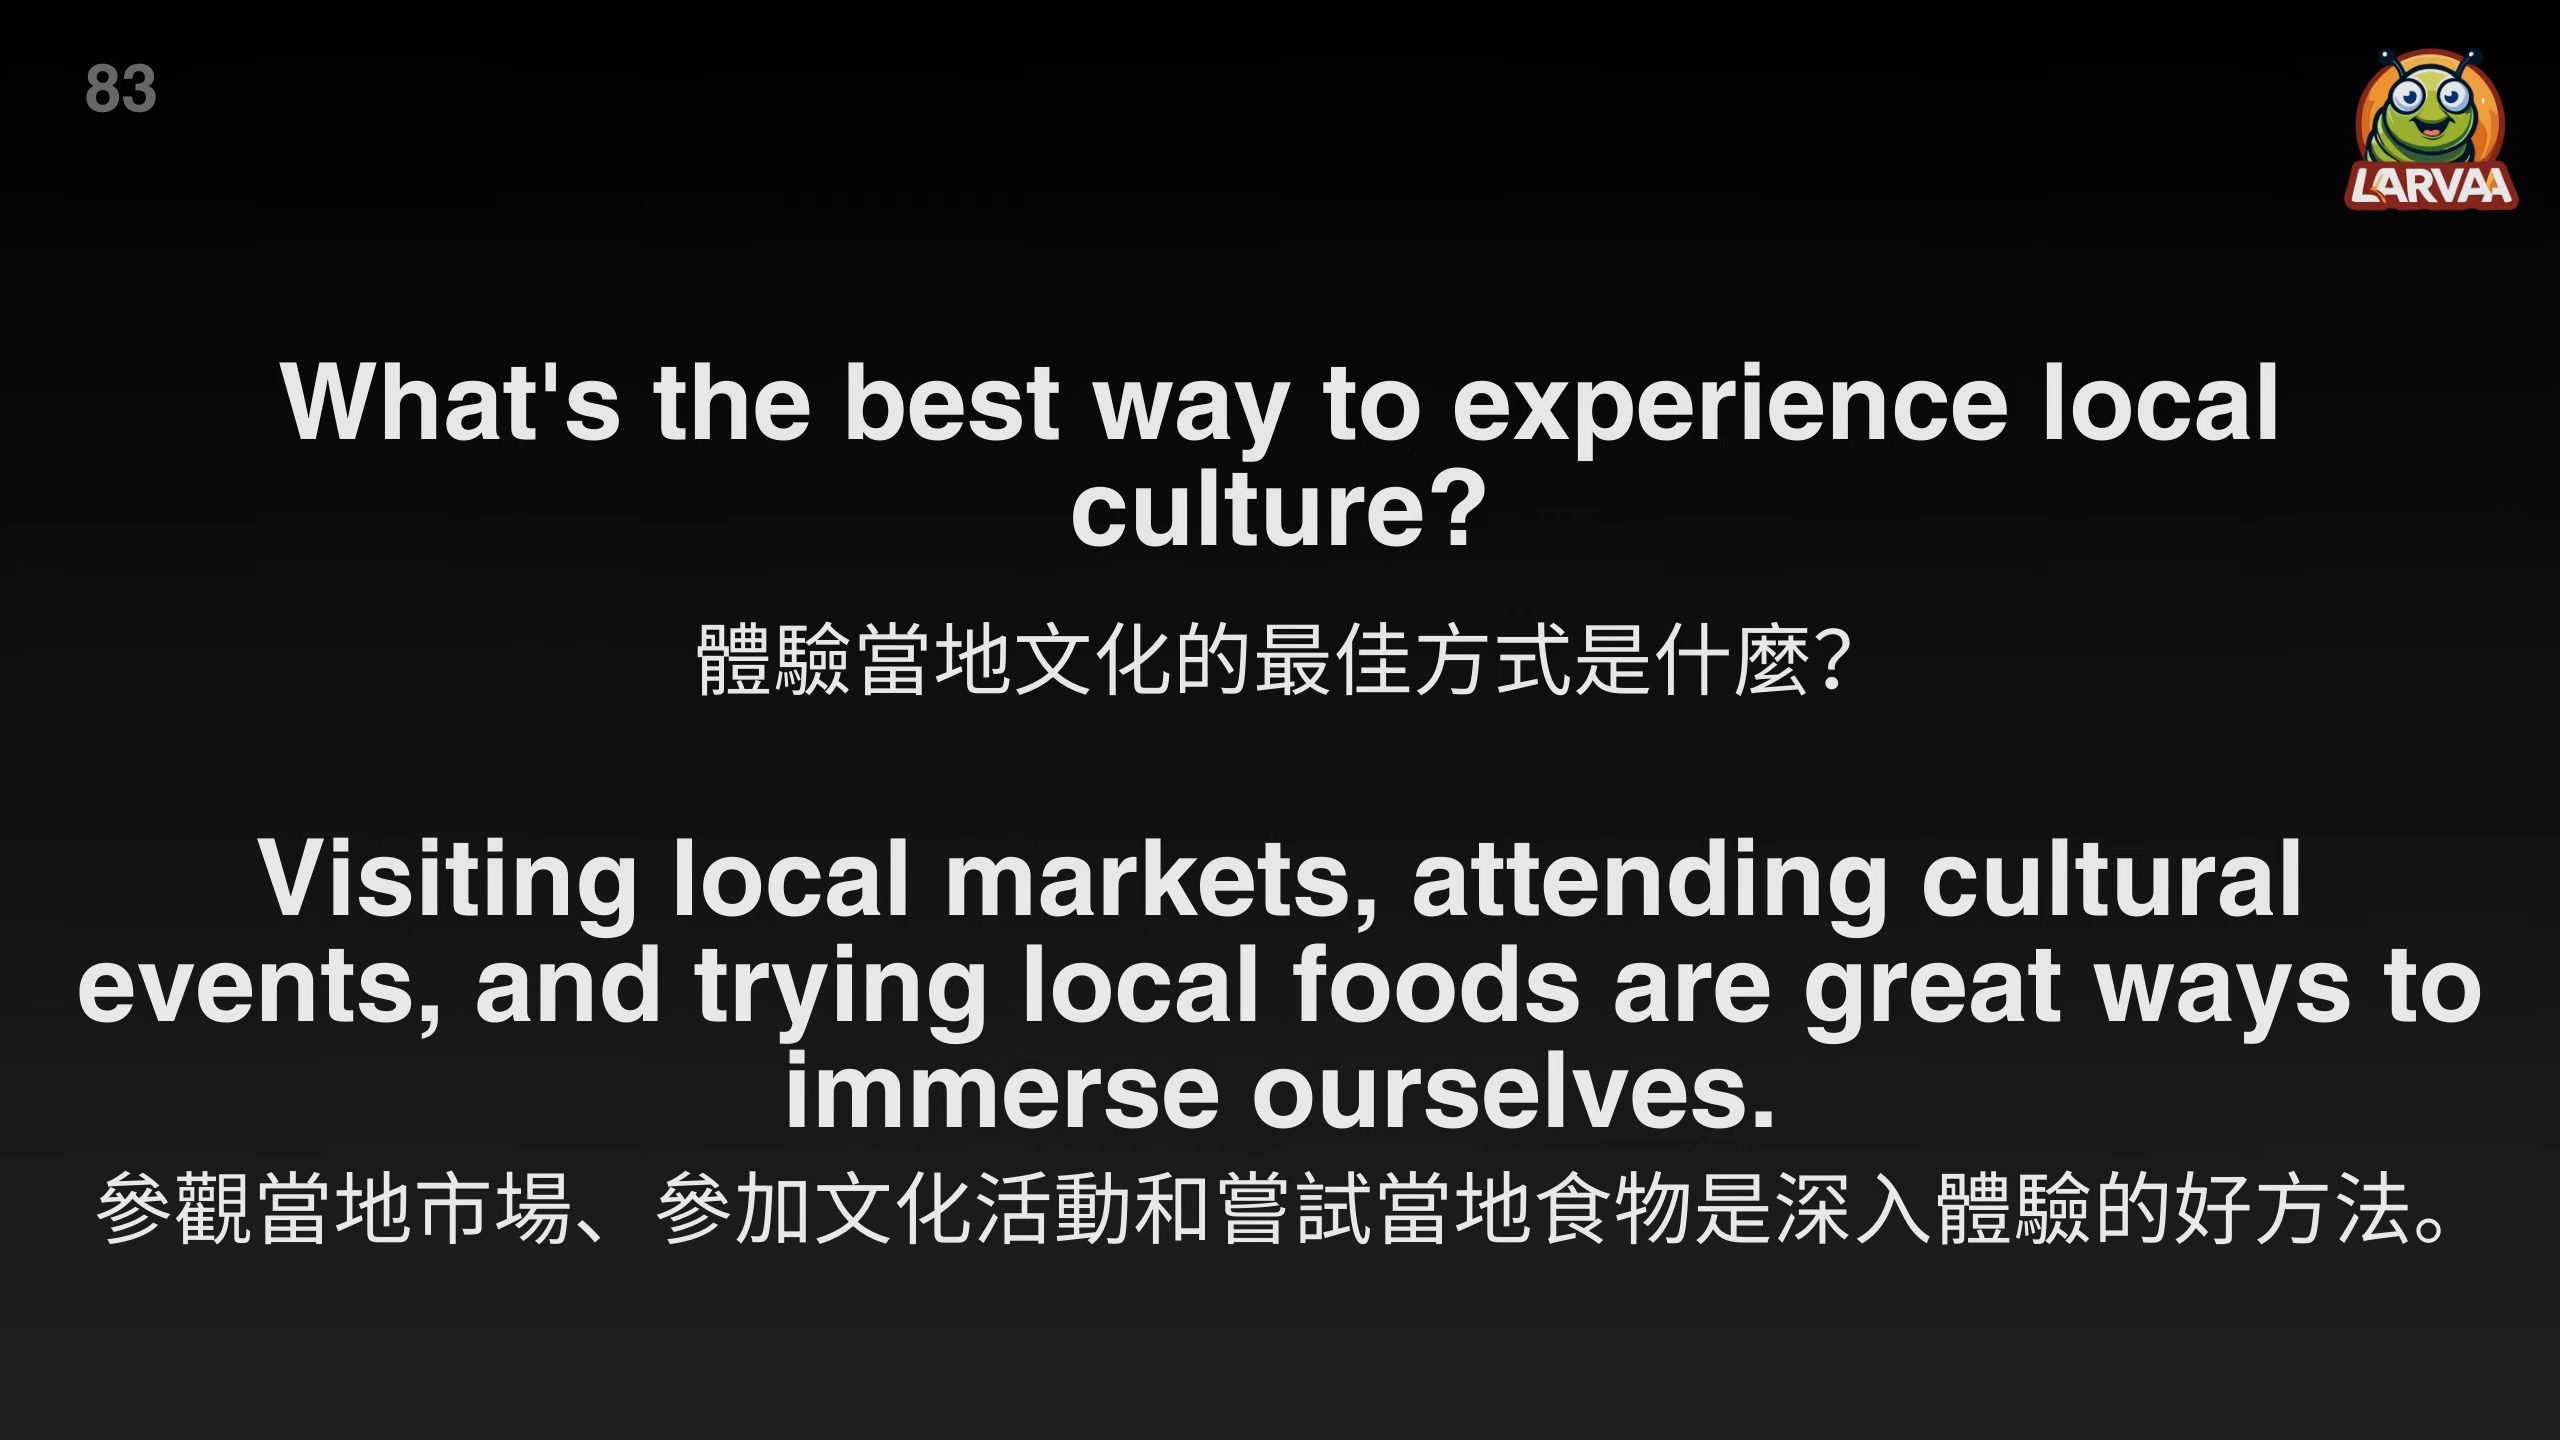 83
LARVAA
What's the best way to experience local
culture?
體驗當地文化的最佳方式是什麼?
Visiting local markets, attending cultural
events, and trying local foods are great ways to
immerse ourselves.
參觀當地市場、參加文化活動和嘗試當地食物是深入體驗的好方法。